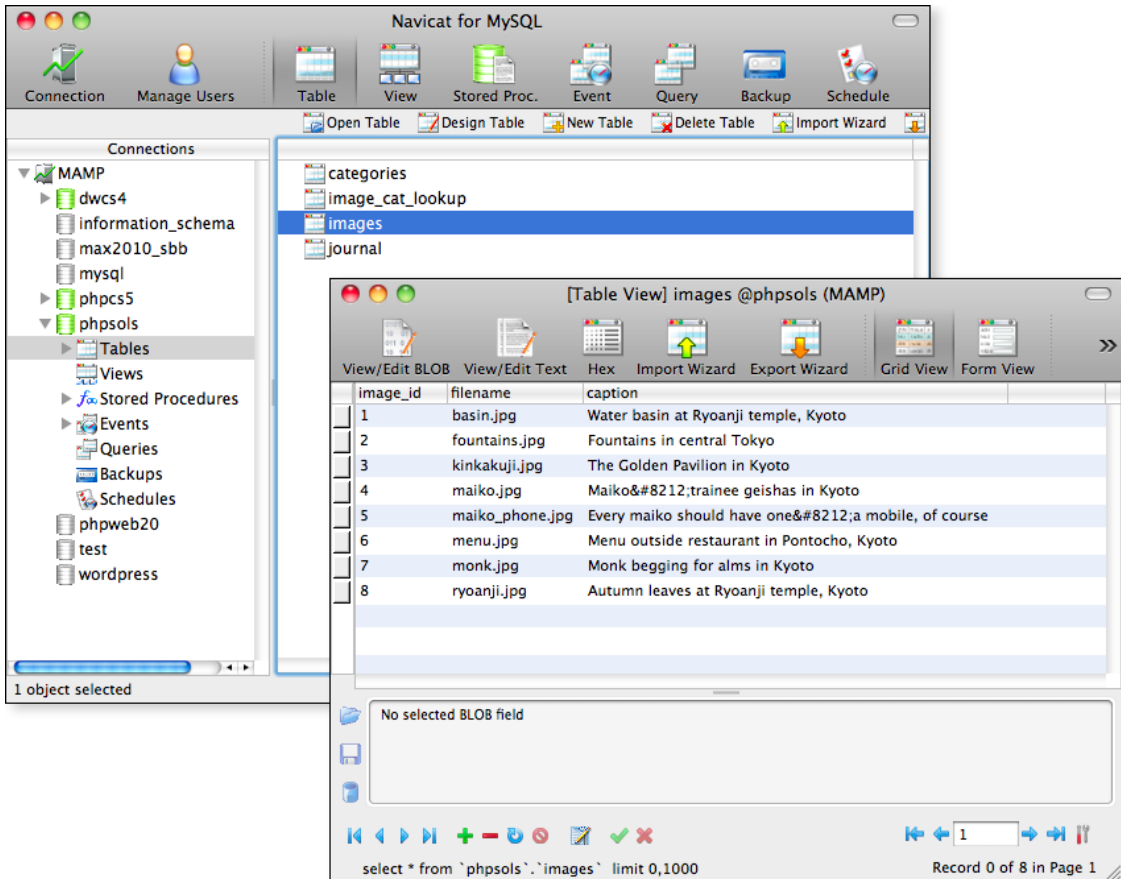 Navicat for MySQL
Connection Manage Users Table View Stored Proc. Event Query Backup Schedule
Open Table Design Table New Table Delete Table Import Wizard
Connections
MAMP
dwcs4
information_schema
max2010_sbb
mysql
phpcs5
phpsols
Tables
Views
Stored Procedures
Events
Queries
Backups
Schedules
phpweb20
test
wordpress
1 object selected
categories
image_cat_lookup
images
journal
[Table View] images @phpsols (MAMP)
View/Edit BLOB View/Edit Text Hex Import Wizard Export Wizard Grid View Form View
image_id filename caption
1 basin.jpg Water basin at Ryoanji temple, Kyoto
2 fountains.jpg Fountains in central Tokyo
3 kinkakuji.jpg The Golden Pavilion in Kyoto
4 maiko.jpg Maiko&#8212;trainee geishas in Kyoto
5 maiko_phone.jpg Every maiko should have one&#8212;a mobile, of course
6 menu.jpg Menu outside restaurant in Pontocho, Kyoto
7 monk.jpg Monk begging for alms in Kyoto
8 ryoanji.jpg Autumn leaves at Ryoanji temple, Kyoto
No selected BLOB field
1
select * from `phpsols`.`images` limit 0,1000
Record 0 of 8 in Page 1